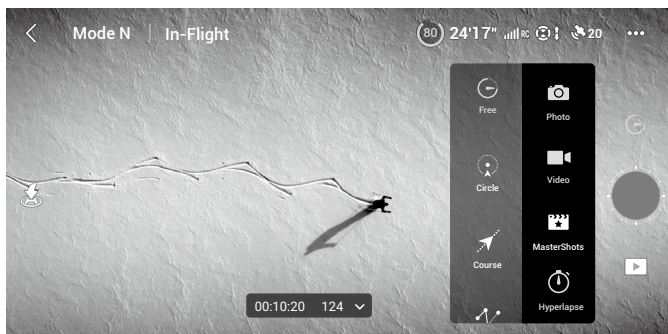 Mode N In-Flight 80 24'17" RC 20
Free
Photo
Circle
Video
Course
MasterShots
Hyperlapse
00:10:20 124